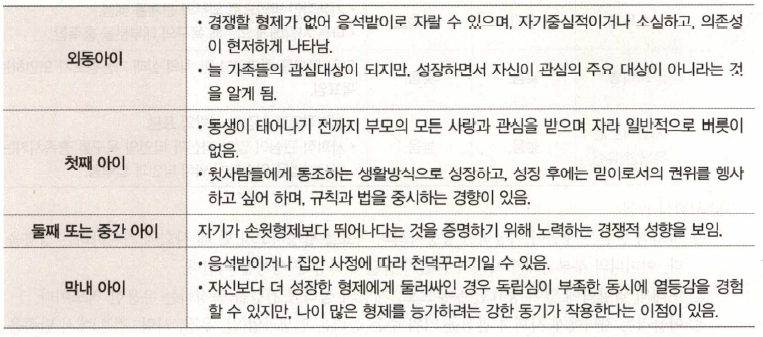 외동아이
• 경쟁할 형제가 없어 응석받이로 자랄 수 있으며, 자기중심적이거나 소심하고, 의존성
이 현저하게 나타남.
• 늘 가족들의 관심대상이 되지만, 성장하면서 자신이 관심의 주요 대상이 아니라는 것
을 알게 됨.
첫째 아이
• 동생이 태어나기 전까지 부모의 모든 사랑과 관심을 받으며 자라 일반적으로 버릇이
없음.
• 윗사람들에게 동조하는 생활방식으로 성장하고, 성장 후에는 맏이로서의 권위를 행사
하고 싶어 하며, 규칙과 법을 중시하는 경향이 있음.
둘째 또는 중간 아이
자기가 손윗형제보다 뛰어나다는 것을 증명하기 위해 노력하는 경쟁적 성향을 보임.
막내 아이
• 응석받이거나 집안 사정에 따라 천덕꾸러기일 수 있음.
• 자신보다 더 성장한 형제에게 둘러싸인 경우 독립심이 부족한 동시에 열등감을 경험
할 수 있지만, 나이 많은 형제를 능가하려는 강한 동기가 작용한다는 이점이 있음.